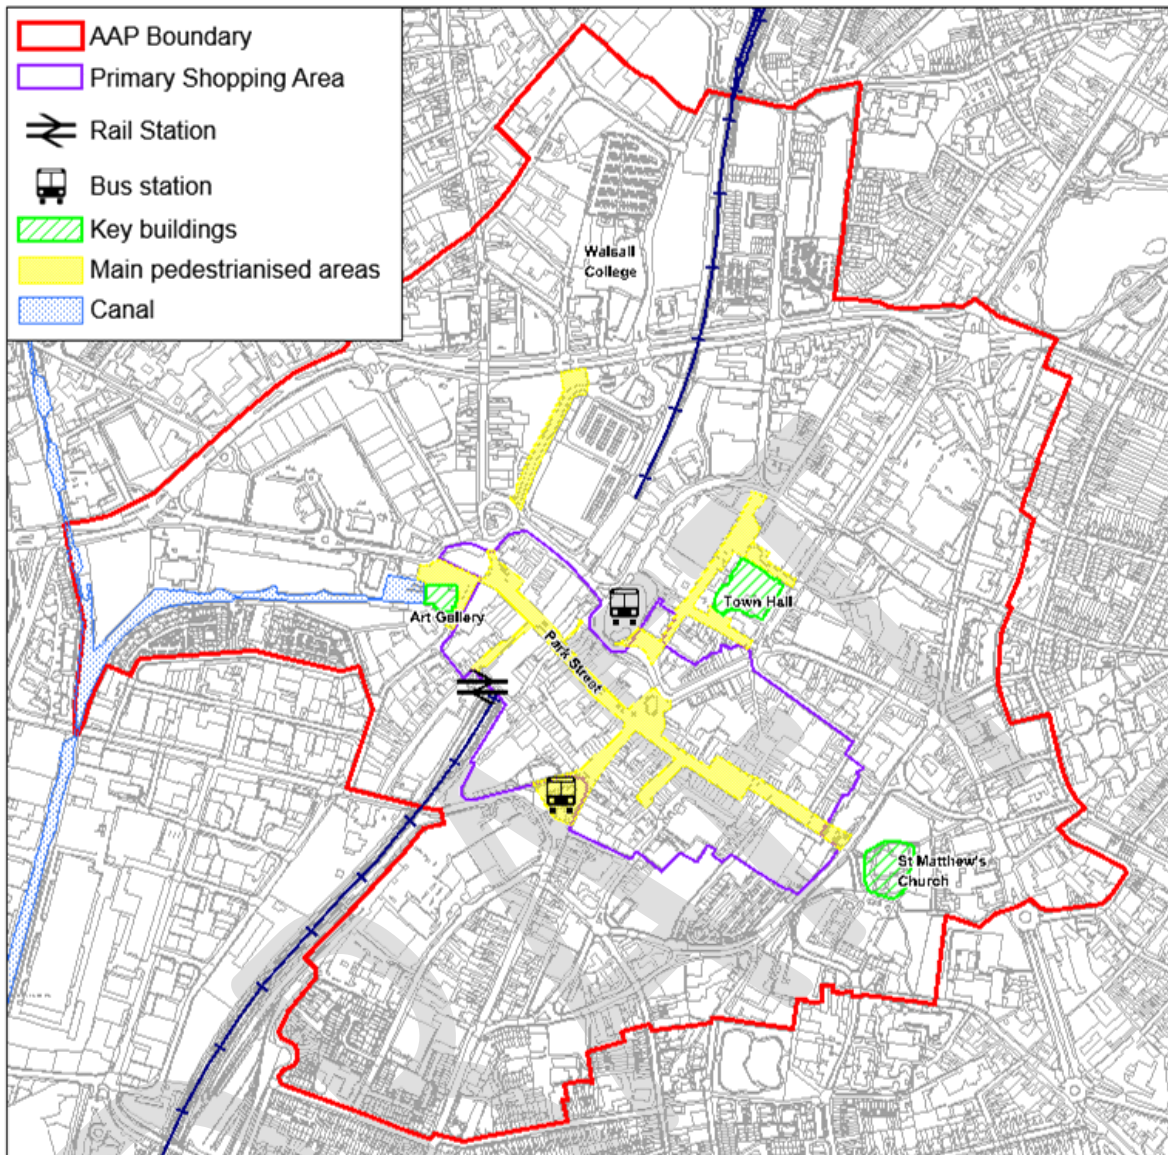 AAP Boundary
Primary Shopping Area
Rail Station
Bus station
Key buildings
Main pedestrianised areas
Canal
Walsall
College
Art Gallery
Town Hall
Park Street
St Matthew's
Church